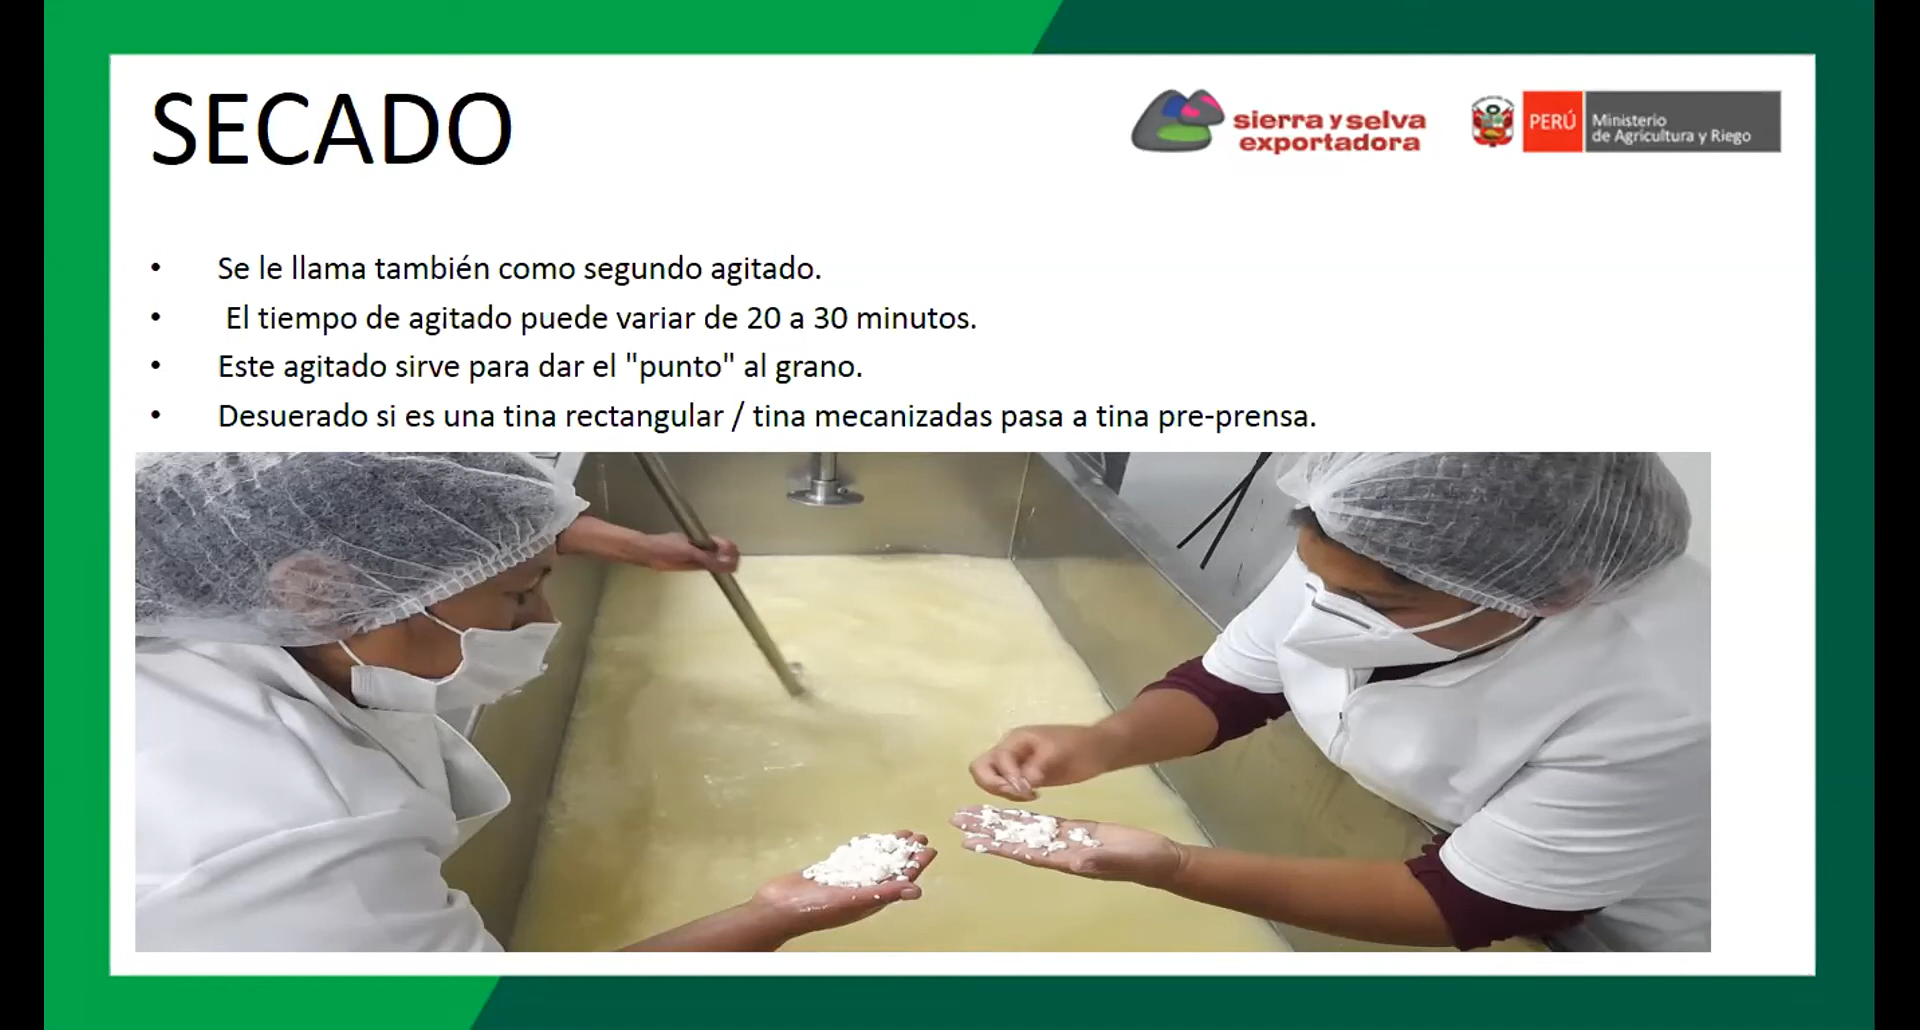 SECADO
sierra y selva
exportadora
PERÚ
Ministerio
de Agricultura y Riego
• Se le llama también como segundo agitado.
• El tiempo de agitado puede variar de 20 a 30 minutos.
• Este agitado sirve para dar el "punto" al grano.
• Desuerado si es una tina rectangular / tina mecanizadas pasa a tina pre-prensa.